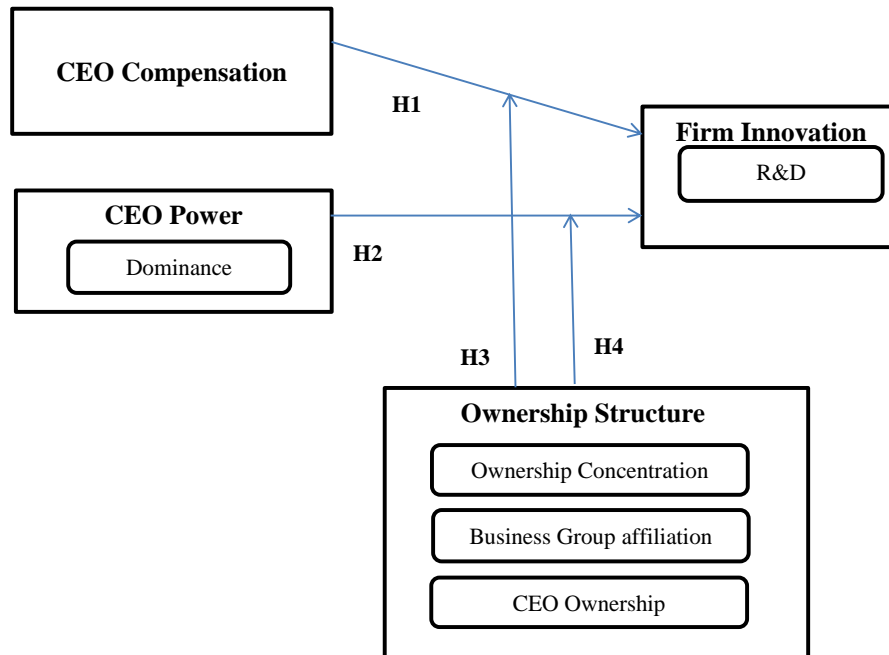 CEO Compensation
H1
Firm Innovation
R&D
CEO Power
Dominance
H2
H3
H4
Ownership Structure
Ownership Concentration
Business Group affiliation
CEO Ownership